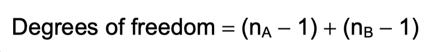 Degrees of freedom = (nA – 1) + (nB – 1)